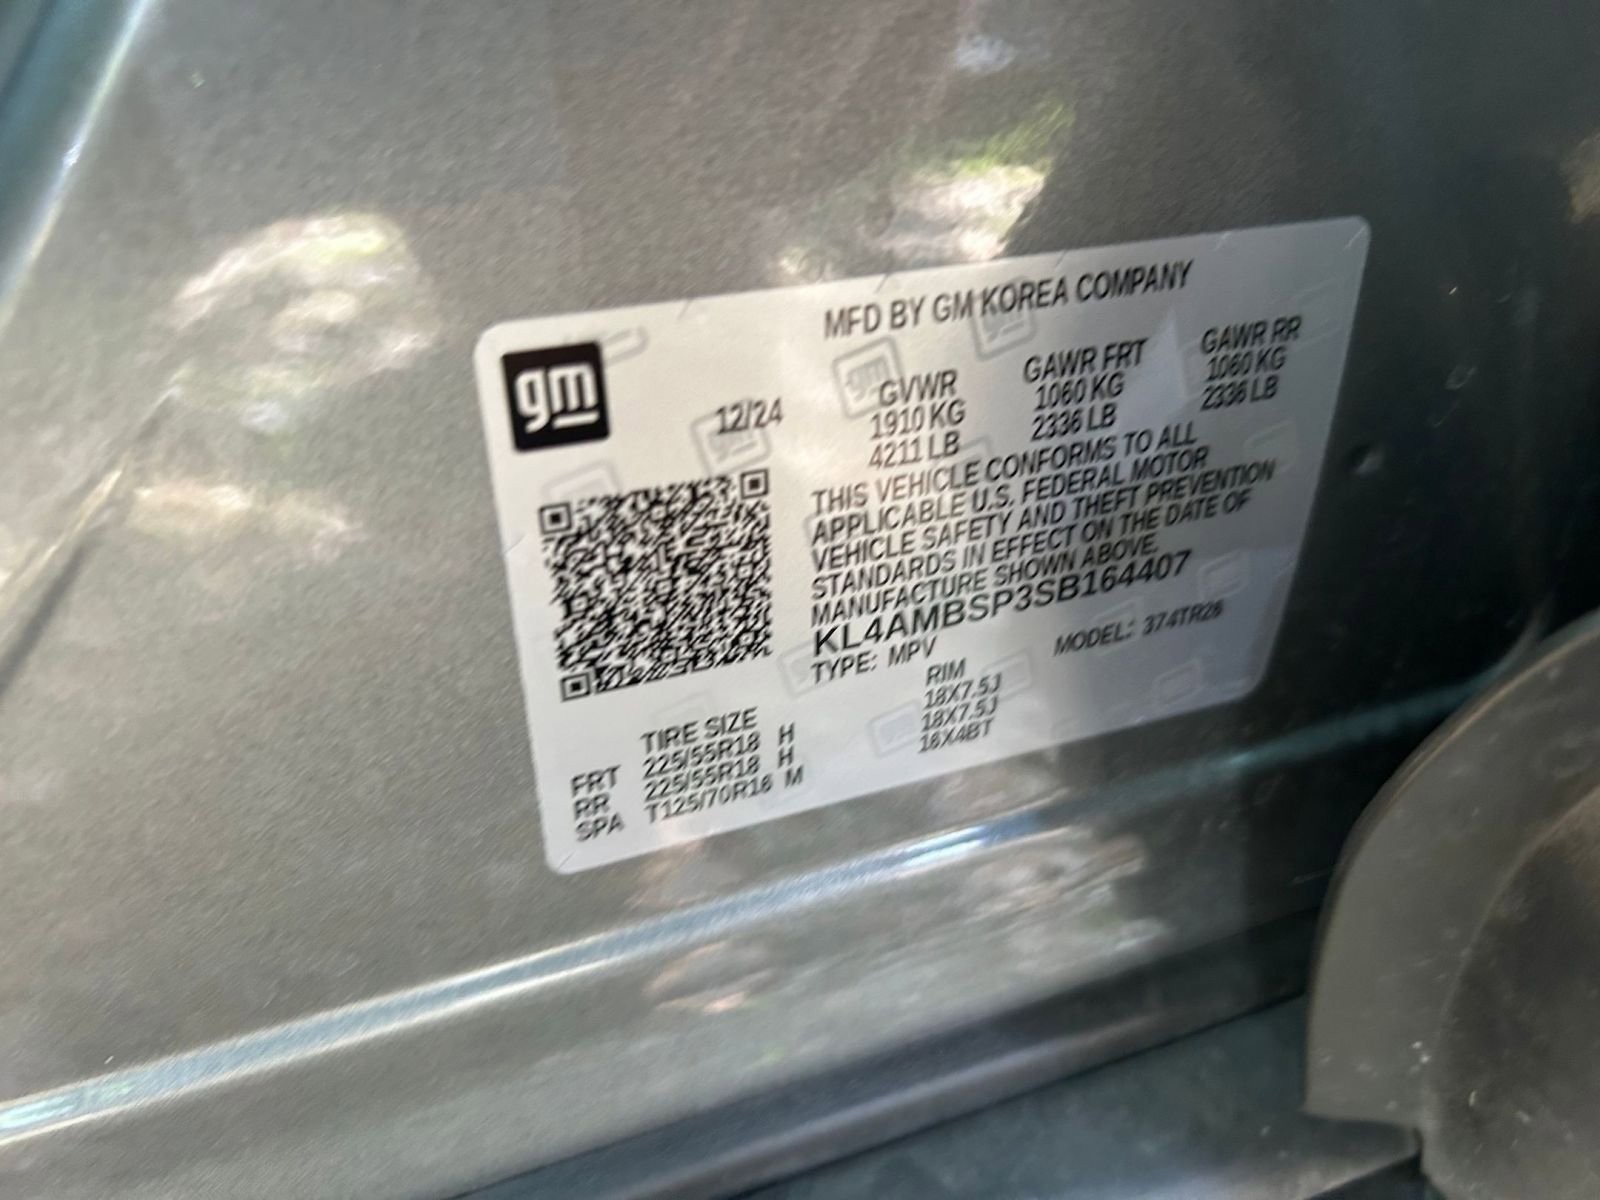 gm
MFD BY GM KOREA COMPANY
12/24
GVWR GAWR FRT GAWR RR
1910 KG 1060 KG 1060 KG
4211 LB 2336 LB 2336 LB
THIS VEHICLE CONFORMS TO ALL
APPLICABLE U.S. FEDERAL MOTOR
VEHICLE SAFETY AND THEFT PREVENTION
STANDARDS IN EFFECT ON THE DATE OF
MANUFACTURE SHOWN ABOVE.
KL4AMBSP3SB164407
TYPE: MPV MODEL: 374TR26
TIRE SIZE RIM
FRT 225/55R18 H 18X7.5J
RR 225/55R18 H 18X7.5J
SPA T125/70R16 M 16X4BT